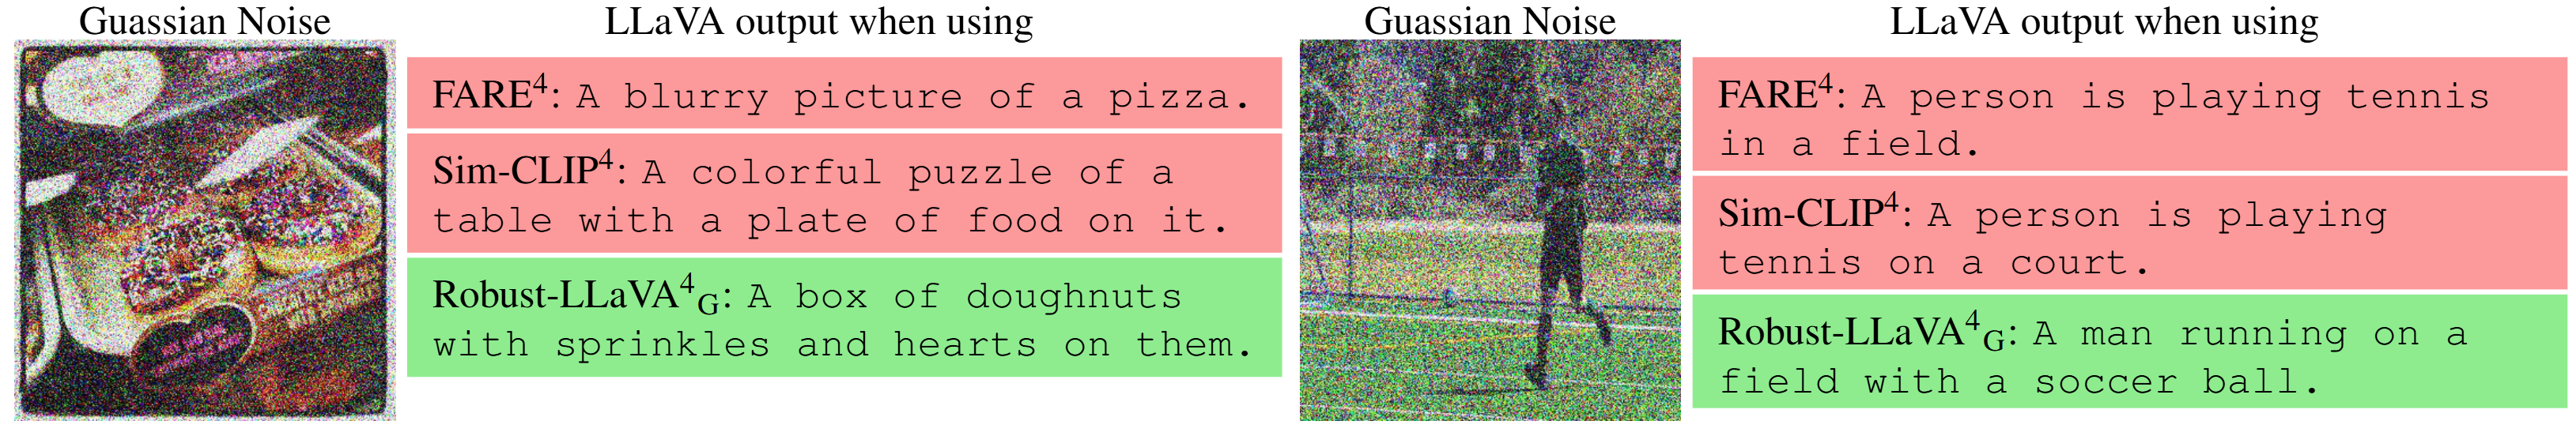 Guassian Noise
LLaVA output when using
FARE⁴: A blurry picture of a pizza.
Sim-CLIP⁴: A colorful puzzle of a
table with a plate of food on it.
Robust-LLaVA⁴G: A box of doughnuts
with sprinkles and hearts on them.
Guassian Noise
LLaVA output when using
FARE⁴: A person is playing tennis
in a field.
Sim-CLIP⁴: A person is playing
tennis on a court.
Robust-LLaVA⁴G: A man running on a
field with a soccer ball.